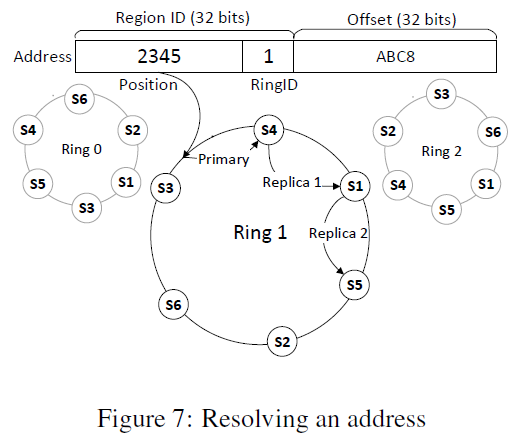 Region ID (32 bits)
Offset (32 bits)
Address
2345
1
ABC8
Position
RingID
S6
S4
S2
Ring 0
S5
S1
S3
S4
Primary
S3
Replica 1
S1
Ring 1
Replica 2
S5
S6
S2
S3
S2
S6
Ring 2
S4
S1
S5
Figure 7: Resolving an address